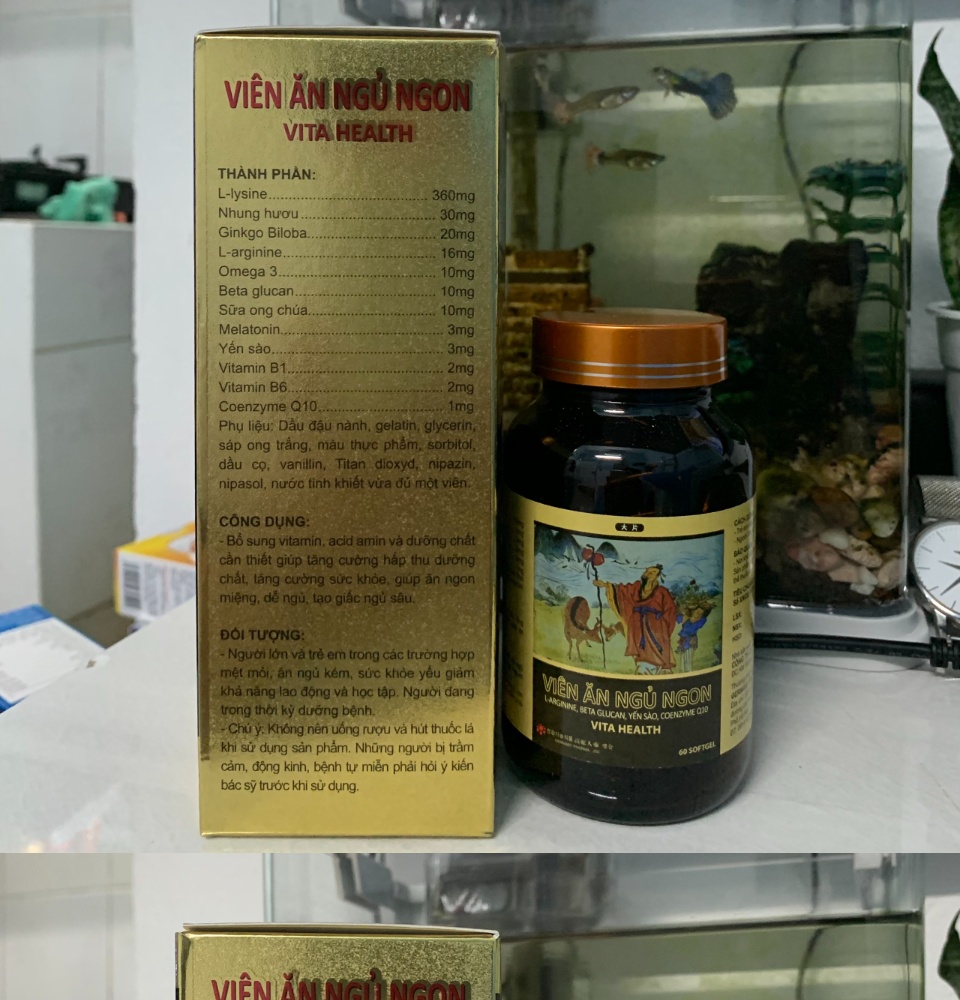 VIÊN ĂN NGỦ NGON
VITA HEALTH
THÀNH PHẦN:
L-lysine.......... 360mg
Nhung hươu.......... 30mg
Ginkgo Biloba.......... 20mg
L-arginine.......... 16mg
Omega 3.......... 10mg
Beta glucan.......... 10mg
Sữa ong chúa.......... 10mg
Melatonin.......... 3mg
Yến sào.......... 3mg
Vitamin B1.......... 2mg
Vitamin B6.......... 2mg
Coenzyme Q10.......... 1mg
Phụ liệu: Dầu đậu nành, gelatin, glycerin,
sáp ong trắng, màu thực phẩm, sorbitol,
dầu cọ, vanillin, Titan dioxyd, nipazin,
nipasol, nước tinh khiết vừa đủ một viên.
CÔNG DỤNG:
- Bổ sung vitamin, acid amin và dưỡng chất
cần thiết giúp tăng cường hấp thu dưỡng
chất, tăng cường sức khỏe, giúp ăn ngon
miệng, dễ ngủ, tạo giấc ngủ sâu.
ĐỐI TƯỢNG:
- Người lớn và trẻ em trong các trường hợp
mệt mỏi, ăn ngủ kém, sức khỏe yếu giảm
khả năng lao động và học tập. Người đang
trong thời kỳ dưỡng bệnh.
- Chú ý: Không nên uống rượu và hút thuốc lá
khi sử dụng sản phẩm. Những người bị trầm
cảm, động kinh, bệnh tự miễn phải hỏi ý kiến
bác sỹ trước khi sử dụng.
大片
VIÊN ĂN NGỦ NGON
L-ARGININE, BETA GLUCAN, YẾN SÀO, COENZYME Q10
VITA HEALTH
60 SOFTGEL
VIÊN ĂN NGỦ NGON